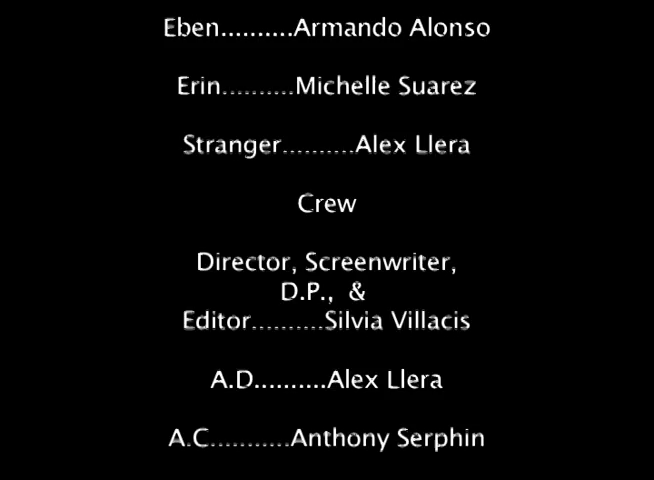 Eben..........Armando Alonso
Erin..........Michelle Suarez
Stranger..........Alex Llera
Crew
Director, Screenwriter,
D.P., &
Editor..........Silvia Villacis
A.D..........Alex Llera
A.C...........Anthony Serphin